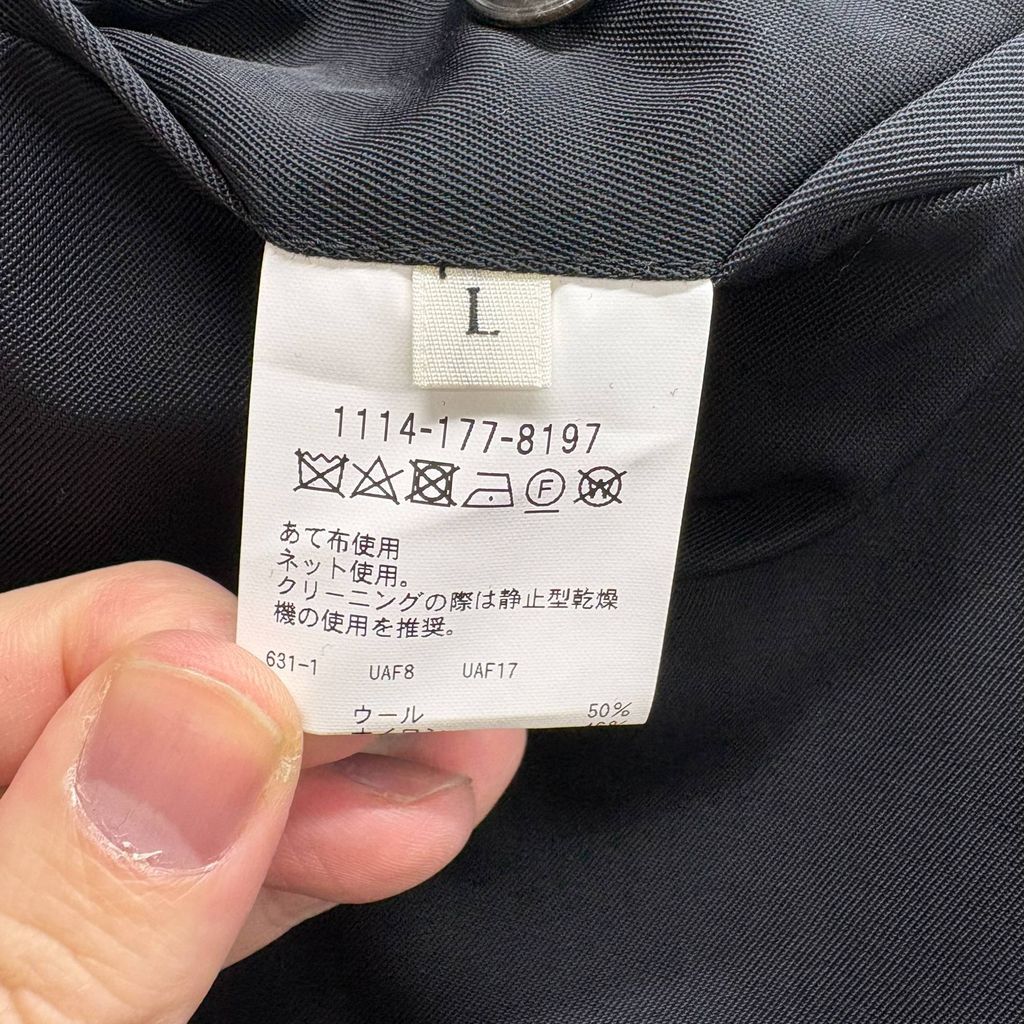 L
1114-177-8197
F W
あて布使用
ネット使用。
クリーニングの際は静止型乾燥
機の使用を推奨。
631-1 UAF8 UAF17
ウール 50%